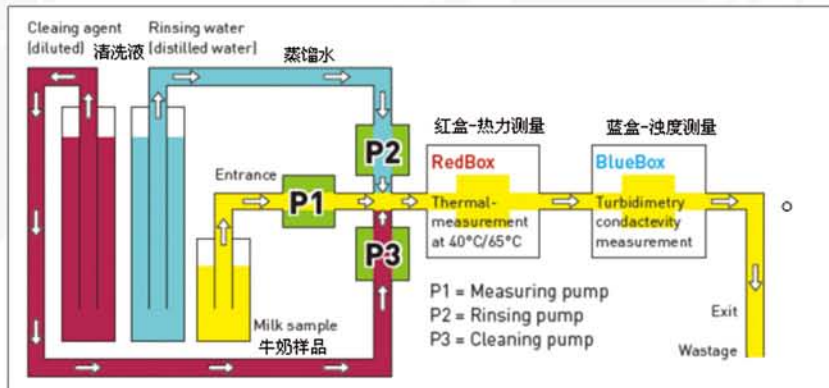 Cleaing agent
(diluted) 清洗液
Rinsing water
(distilled water)
蒸馏水
P2
红盒-热力测量
蓝盒-浊度测量
RedBox
Thermal-
measurement
at 40°C/65°C
BlueBox
Turbidimetry
condactevity
measurement
Entrance
P1
P3
Milk sample
牛奶样品
P1 = Measuring pump
P2 = Rinsing pump
P3 = Cleaning pump
Exit
Wastage